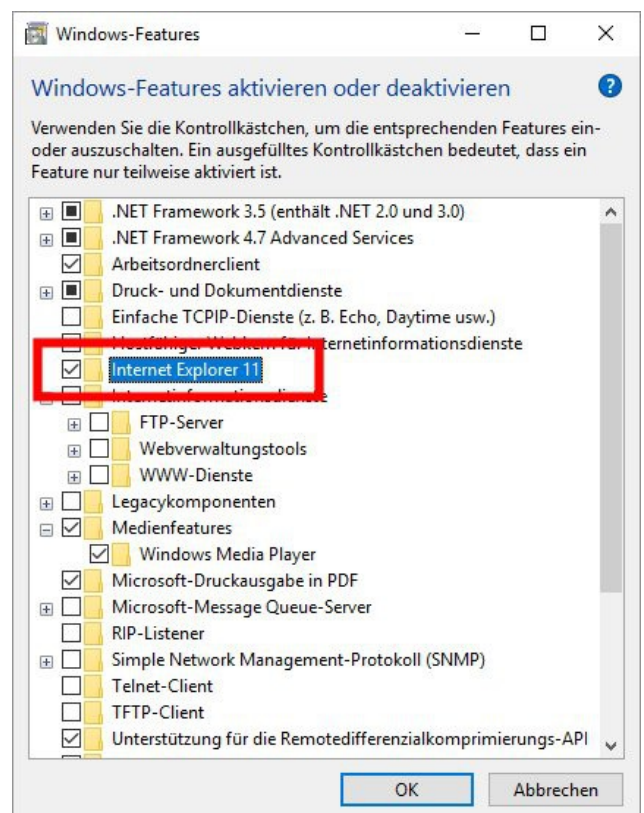 Windows-Features
Windows-Features aktivieren oder deaktivieren
Verwenden Sie die Kontrollkästchen, um die entsprechenden Features ein-
oder auszuschalten. Ein ausgefülltes Kontrollkästchen bedeutet, dass ein
Feature nur teilweise aktiviert ist.
.NET Framework 3.5 (enthält .NET 2.0 und 3.0)
.NET Framework 4.7 Advanced Services
Arbeitsordnerclient
Druck- und Dokumentdienste
Einfache TCPIP-Dienste (z. B. Echo, Daytime usw.)
Hostfähiger Webkern für Internetinformationsdienste
Internet Explorer 11
Internetinformationsdienste
FTP-Server
Webverwaltungstools
WWW-Dienste
Legacykomponenten
Medienfeatures
Windows Media Player
Microsoft-Druckausgabe in PDF
Microsoft-Message Queue-Server
RIP-Listener
Simple Network Management-Protokoll (SNMP)
Telnet-Client
TFTP-Client
Unterstützung für die Remotedifferenzialkomprimierungs-API
OK
Abbrechen